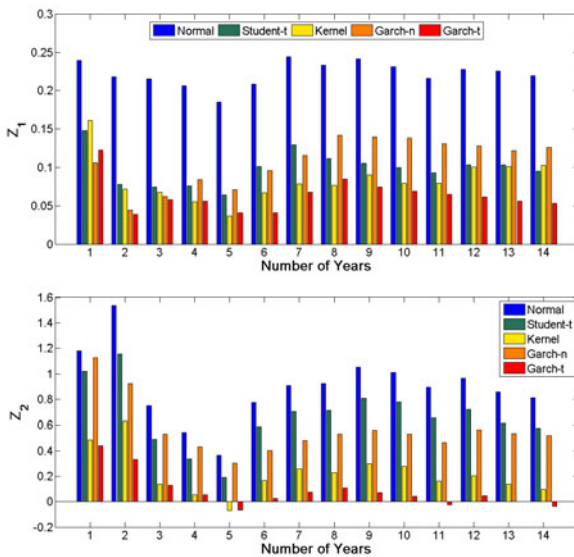 0.3
0.25
0.2
0.15
0.1
0.05
0
Z1
Normal Student-t Kernel Garch-n Garch-t
1 2 3 4 5 6 7 8 9 10 11 12 13 14
Number of Years
1.6
1.4
1.2
1
0.8
0.6
0.4
0.2
0
-0.2
Z2
Normal
Student-t
Kernel
Garch-n
Garch-t
1 2 3 4 5 6 7 8 9 10 11 12 13 14
Number of Years